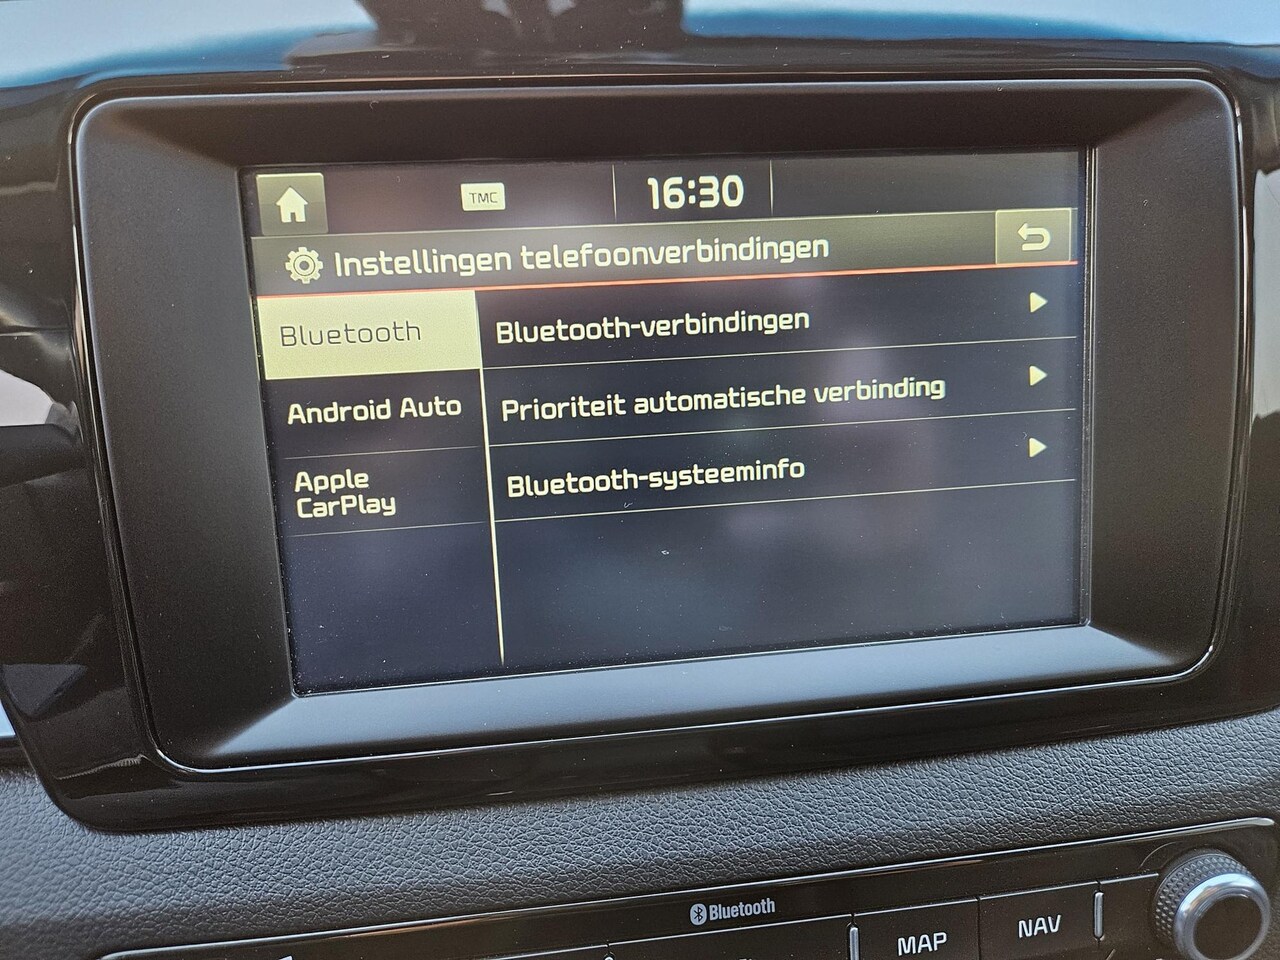 TMC
16:30
Instellingen telefoonverbindingen
Bluetooth
Bluetooth-verbindingen
Android Auto
Prioriteit automatische verbinding
Apple
CarPlay
Bluetooth-systeeminfo
Bluetooth
MAP
NAV